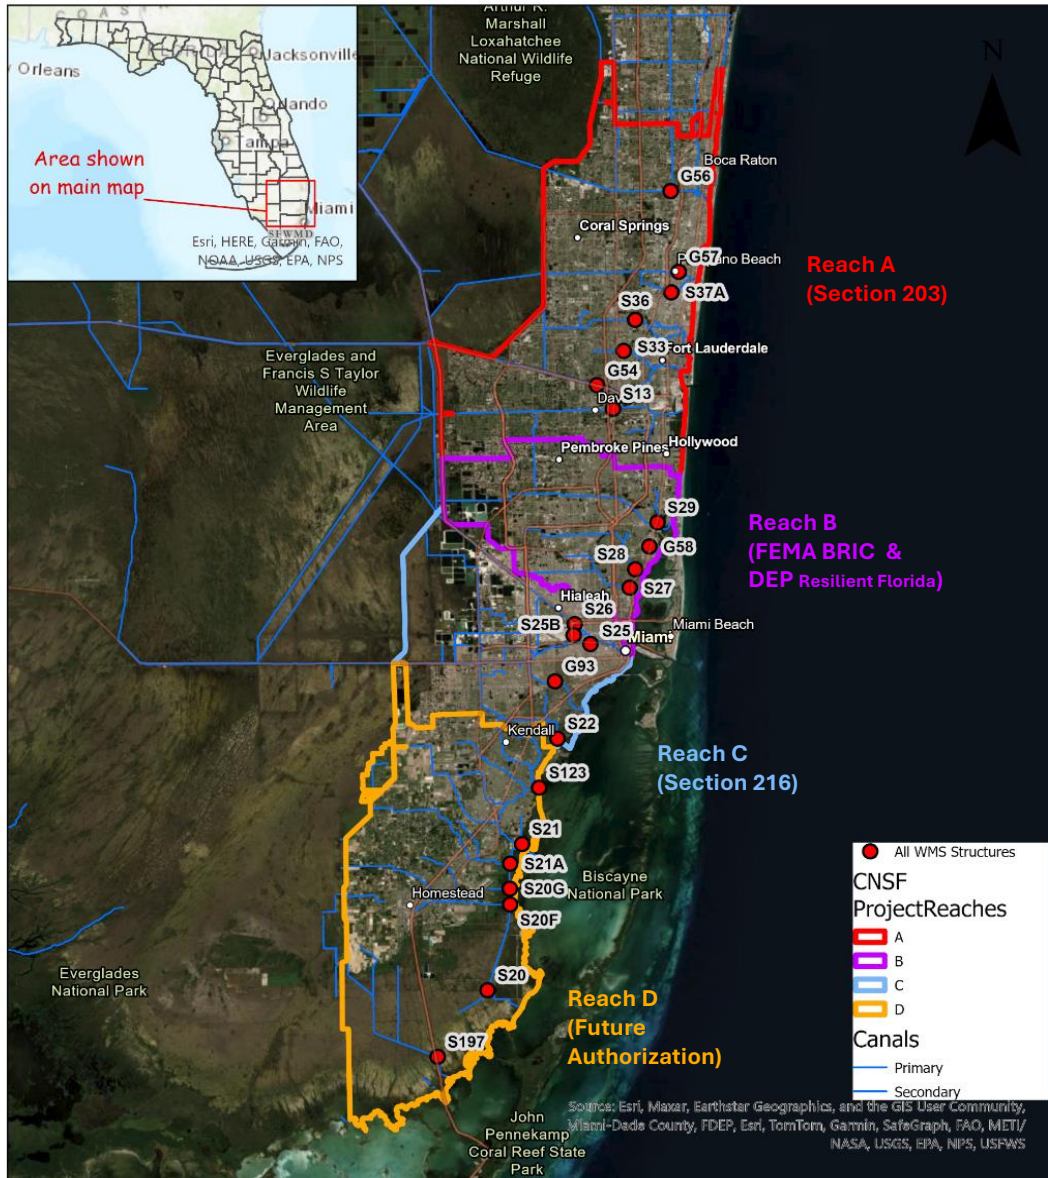 COAS
FLORIDA
Jacksonville
y Orleans
Orlando
Tampa
Area shown
on main map
Miami
SFWMD
Esri, HERE, Garmin, FAO,
NOAA, USGS, EPA, NPS
Arthur R.
Marshall
Loxahatchee
National Wildlife
Refuge
N
Boca Raton
G56
Coral Springs
G57
Pompano Beach
Reach A
(Section 203)
S37A
S36
S33
Fort Lauderdale
Everglades and
Francis S Taylor
Wildlife
Management
Area
G54
Davie
S13
Hollywood
Pembroke Pines
S29
Reach B
(FEMA BRIC &
DEP Resilient Florida)
G58
S28
S27
Hialeah
S26
S25B
S25
Miami Beach
Miami
G93
S22
Kendall
Reach C
(Section 216)
S123
S21
S21A
Biscayne
National Park
S20G
Homestead
S20F
Everglades
National Park
S20
Reach D
(Future
Authorization)
S197
John
Pennekamp
Coral Reef State
Park
All WMS Structures
CNSF
ProjectReaches
A
B
C
D
Canals
Primary
Secondary
Source: Esri, Maxar, Earthstar Geographics, and the GIS User Community,
Miami-Dade County, FDEP, Esri, TomTom, Garmin, SafeGraph, FAO, METI/
NASA, USGS, EPA, NPS, USFWS